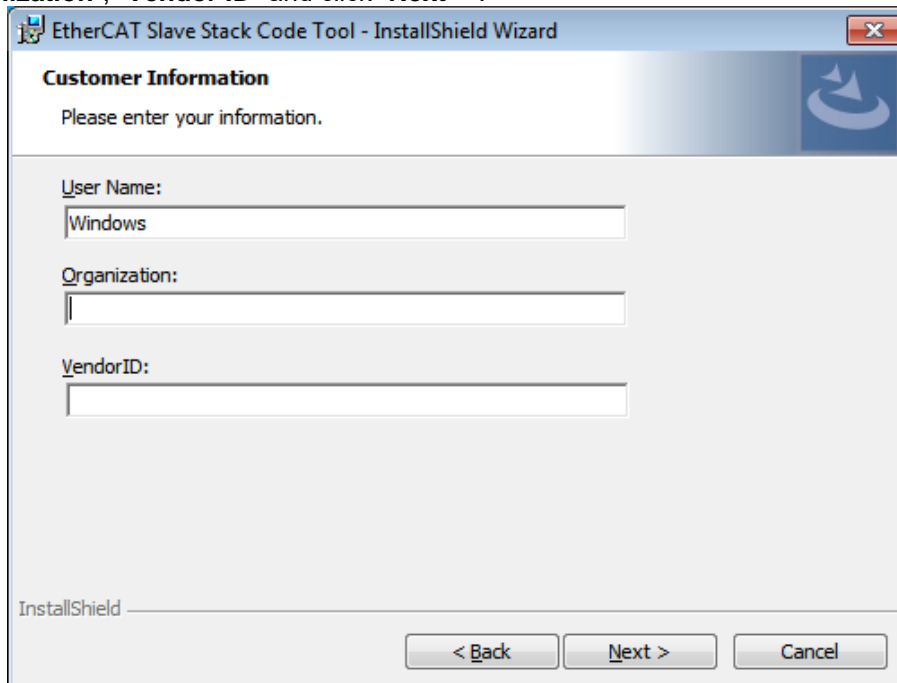 EtherCAT Slave Stack Code Tool - InstallShield Wizard
Customer Information
Please enter your information.
User Name:
Windows
Organization:
VendorID:
InstallShield
< Back Next > Cancel